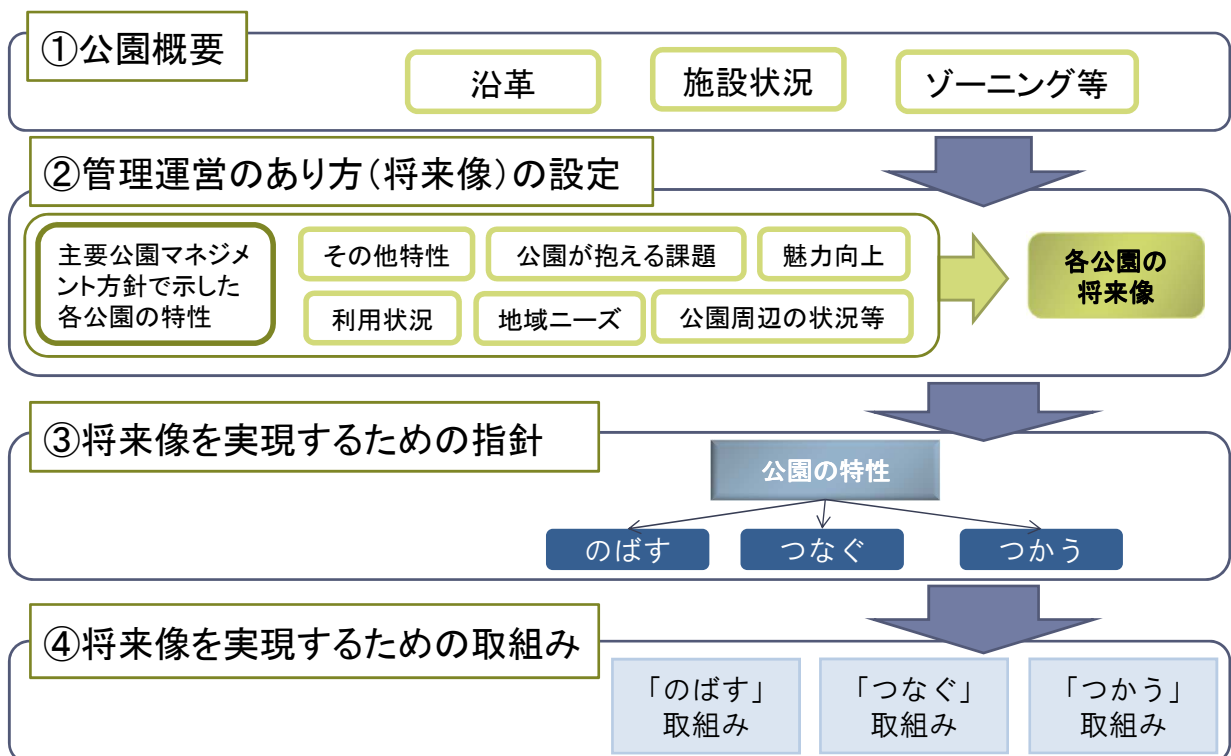 ①公園概要
沿革
施設状況
ゾーニング等
②管理運営のあり方（将来像）の設定
主要公園マネジメ
ント方針で示した
各公園の特性
その他特性
公園が抱える課題
魅力向上
利用状況
地域ニーズ
公園周辺の状況等
各公園の
将来像
③将来像を実現するための指針
公園の特性
のばす
つなぐ
つかう
④将来像を実現するための取組み
「のばす」
取組み
「つなぐ」
取組み
「つかう」
取組み